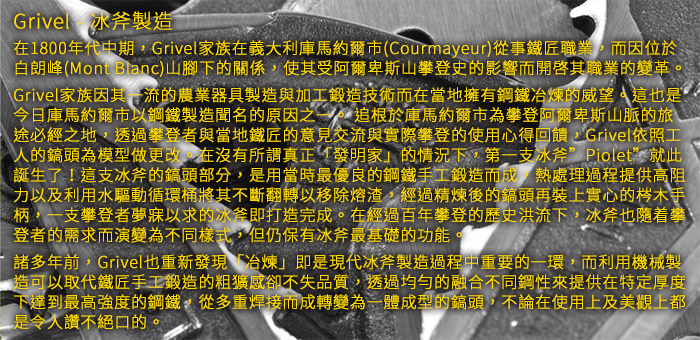 Grivel - 冰斧製造
在1800年代中期，Grivel家族在義大利庫馬約爾市(Courmayeur)從事鐵匠職業，而因位於
白朗峰(Mont Blanc)山腳下的關係，使其受阿爾卑斯山攀登史的影響而開啓其職業的變革。
Grivel家族因其一流的農業器具製造與加工鍛造技術而在當地擁有鋼鐵冶煉的威望。這也是
今日庫馬約爾市以鋼鐵製造聞名的原因之一。 追根於庫馬約爾市為攀登阿爾卑斯山脈的旅
途必經之地，透過攀登者與當地鐵匠的意見交流與實際攀登的使用心得回饋，Grivel依照工
人的鎬頭為模型做更改。在沒有所謂真正「發明家」的情況下，第一支冰斧”Piolet”就此
誕生了！這支冰斧的鎬頭部分，是用當時最優良的鋼鐵手工鍛造而成，熱處理過程提供高阻
力以及利用水驅動循環桶將其不斷翻轉以移除熔渣，經過精煉後的鎬頭再裝上實心的梣木手
柄，一支攀登者夢寐以求的冰斧即打造完成。在經過百年攀登的歷史洪流下，冰斧也隨着攀
登者的需求而演變為不同樣式，但仍保有冰斧最基礎的功能。
諸多年前，Grivel也重新發現「冶煉」即是現代冰斧製造過程中重要的一環，而利用機械製
造可以取代鐵匠手工鍛造的粗獷感卻不失品質，透過均勻的融合不同鋼性來提供在特定厚度
下達到最高強度的鋼鐵，從多重焊接而成轉變為一體成型的鎬頭，不論在使用上及美觀上都
是令人讚不絕口的。